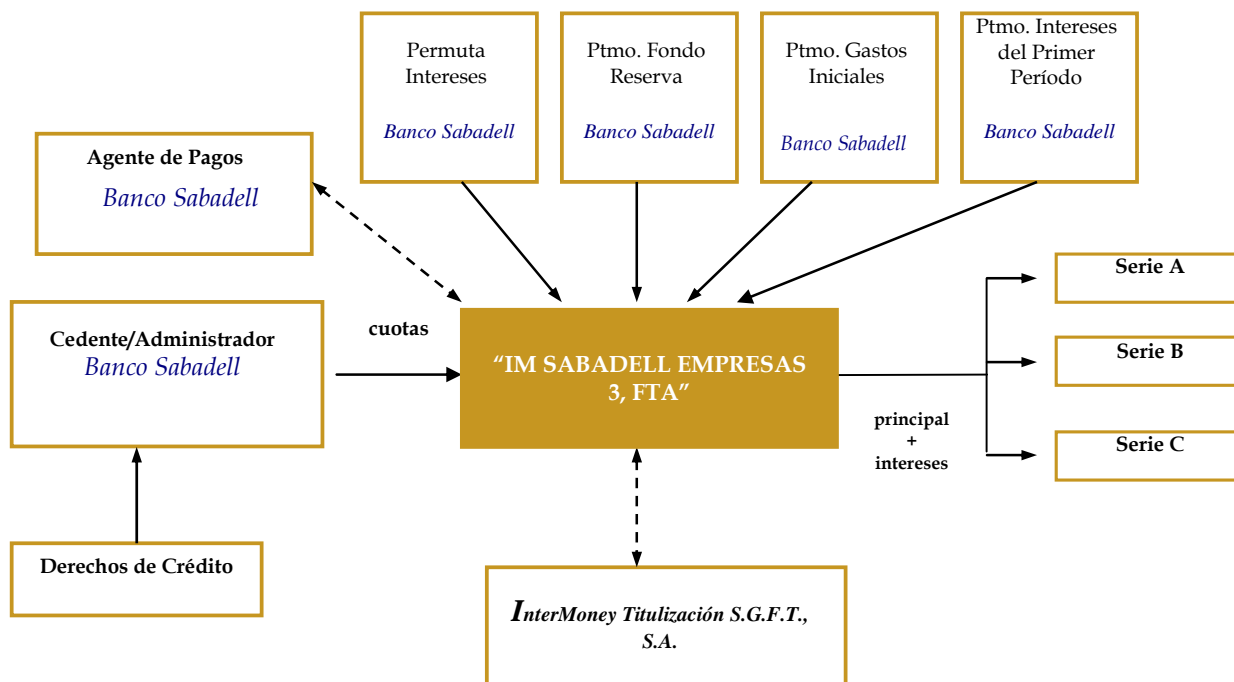 Permuta
Intereses
Banco Sabadell
Ptmo. Fondo
Reserva
Banco Sabadell
Ptmo. Gastos
Iniciales
Banco Sabadell
Ptmo. Intereses
del Primer
Período
Banco Sabadell
Agente de Pagos
Banco Sabadell
Cedente/Administrador
Banco Sabadell
cuotas
“IM SABADELL EMPRESAS
3, FTA”
principal
+
intereses
Serie A
Serie B
Serie C
Derechos de Crédito
InterMoney Titulización S.G.F.T.,
S.A.